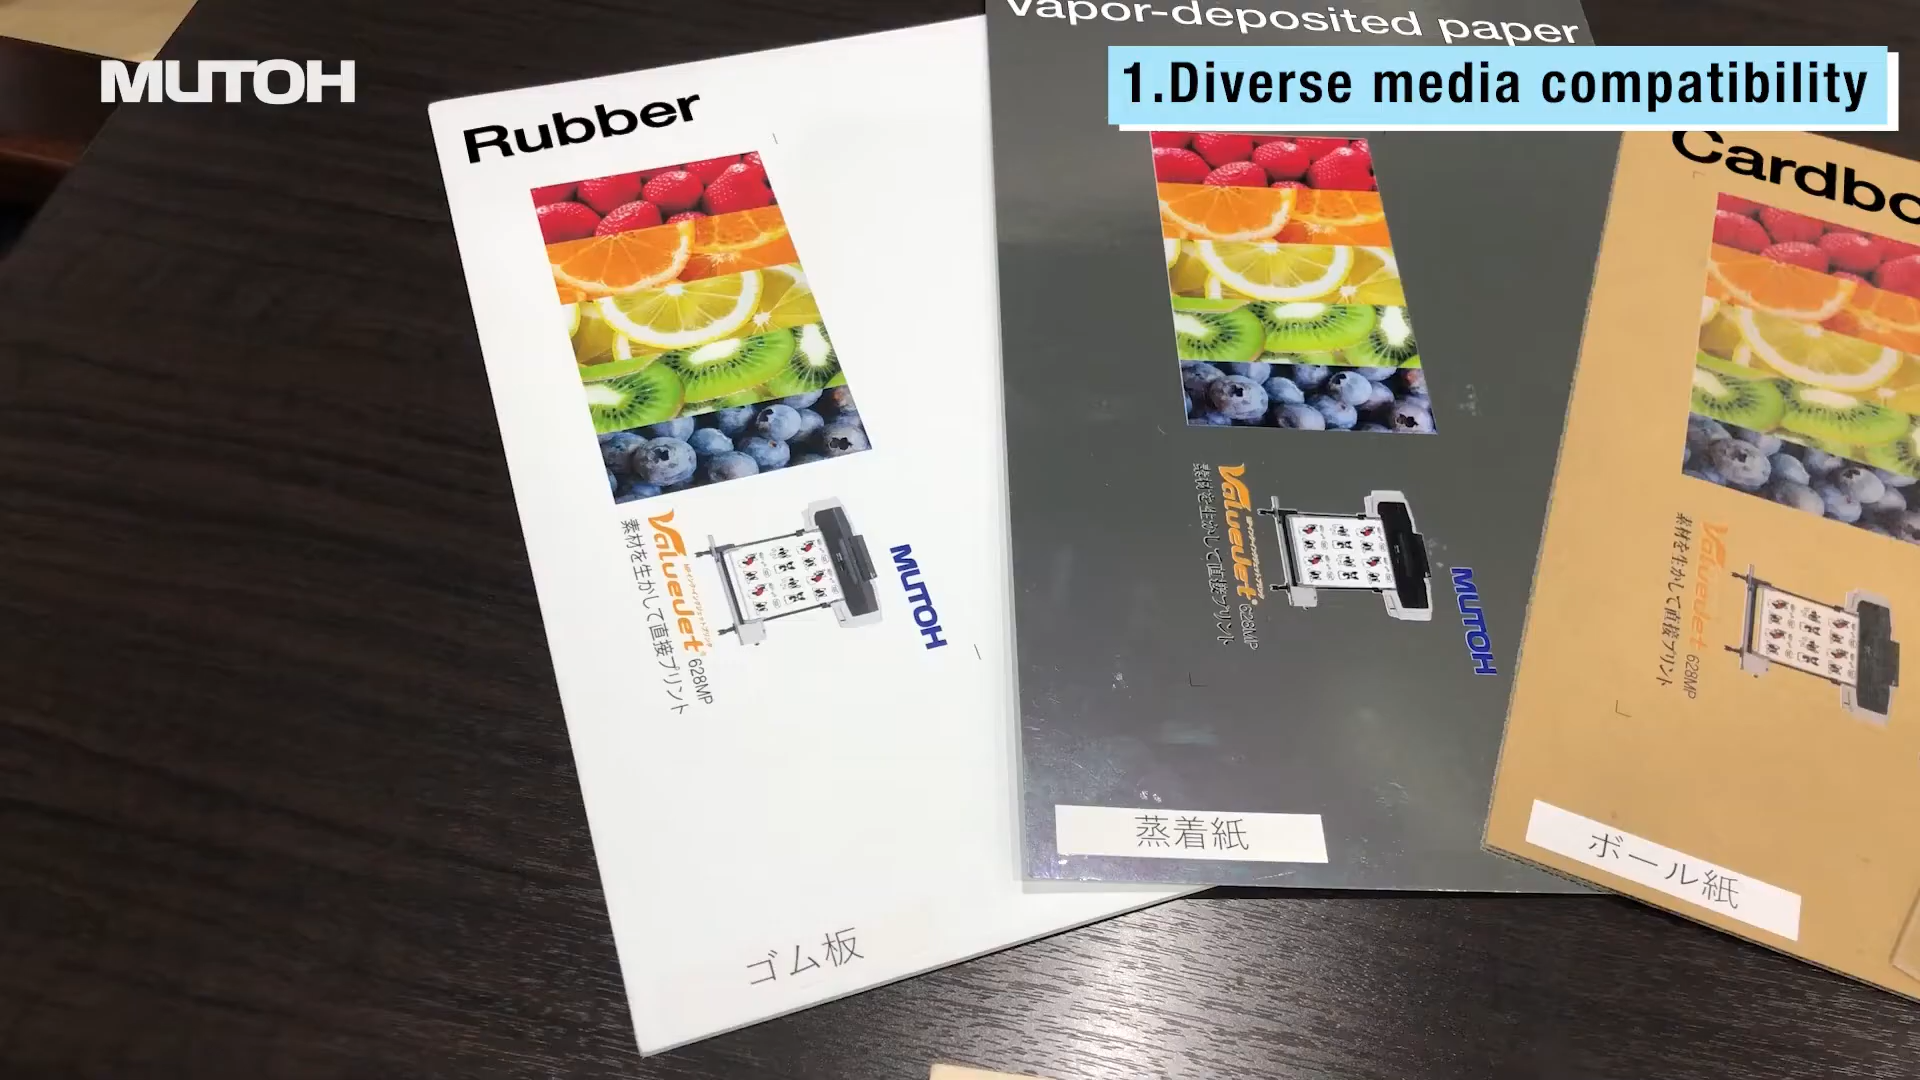 MUTOH
1.Diverse media compatibility
Rubber
ValueJet 628MP
素材を生かして直接プリント
MUTOH
ゴム板
Vapor-deposited paper
ValueJet 628MP
素材を生かして直接プリント
MUTOH
蒸着紙
Cardbo
ValueJet 628MP
素材を生かして直接プリント
ボール紙